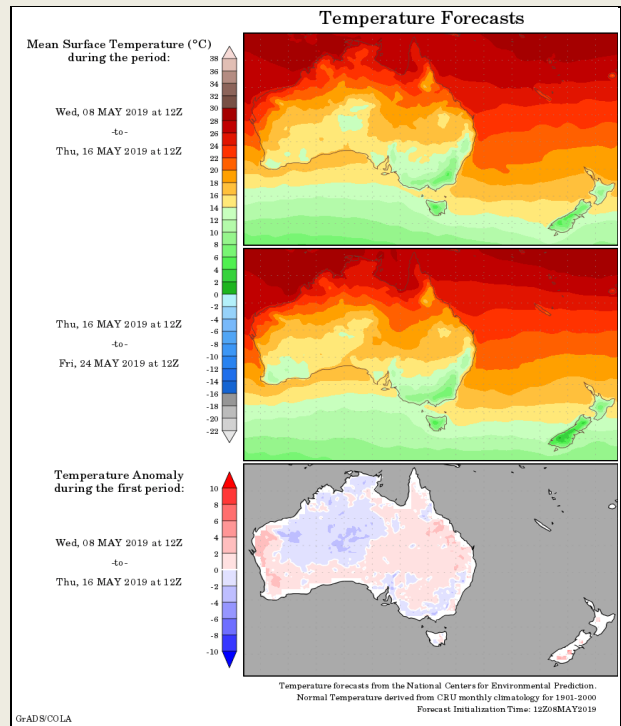 Temperature Forecasts
Mean Surface Temperature (°C)
during the period:
38
36
34
32
30
28
26
24
22
20
18
16
14
12
10
8
6
4
2
0
-2
-4
-6
-8
-10
-12
-14
-16
-17
-18
-20
-22
Wed, 08 MAY 2019 at 12Z
-to-
Thu, 16 MAY 2019 at 12Z
Thu, 16 MAY 2019 at 12Z
-to-
Fri, 24 MAY 2019 at 12Z
Temperature Anomaly
during the first period:
10
8
6
4
2
0
-2
-4
-6
-8
-10
Wed, 08 MAY 2019 at 12Z
-to-
Thu, 16 MAY 2019 at 12Z
Temperature forecasts from the National Centers for Environmental Prediction.
Normal Temperature derived from CRU monthly climatology for 1901-2000
Forecast Initialization Time: 12Z08MAY2019
GrADS/COLA